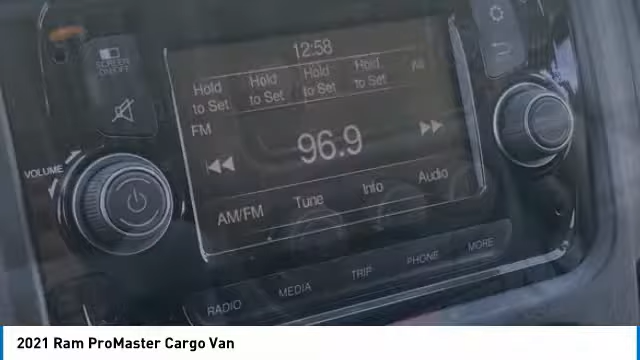 12:58
SCREEN
ON/OFF
Hold
to Set
Hold
to Set
Hold
to Set
Hold
to Set
All
FM
96.9
VOLUME
AM/FM
Tune
Info
Audio
RADIO
MEDIA
TRIP
PHONE
MORE
2021 Ram ProMaster Cargo Van